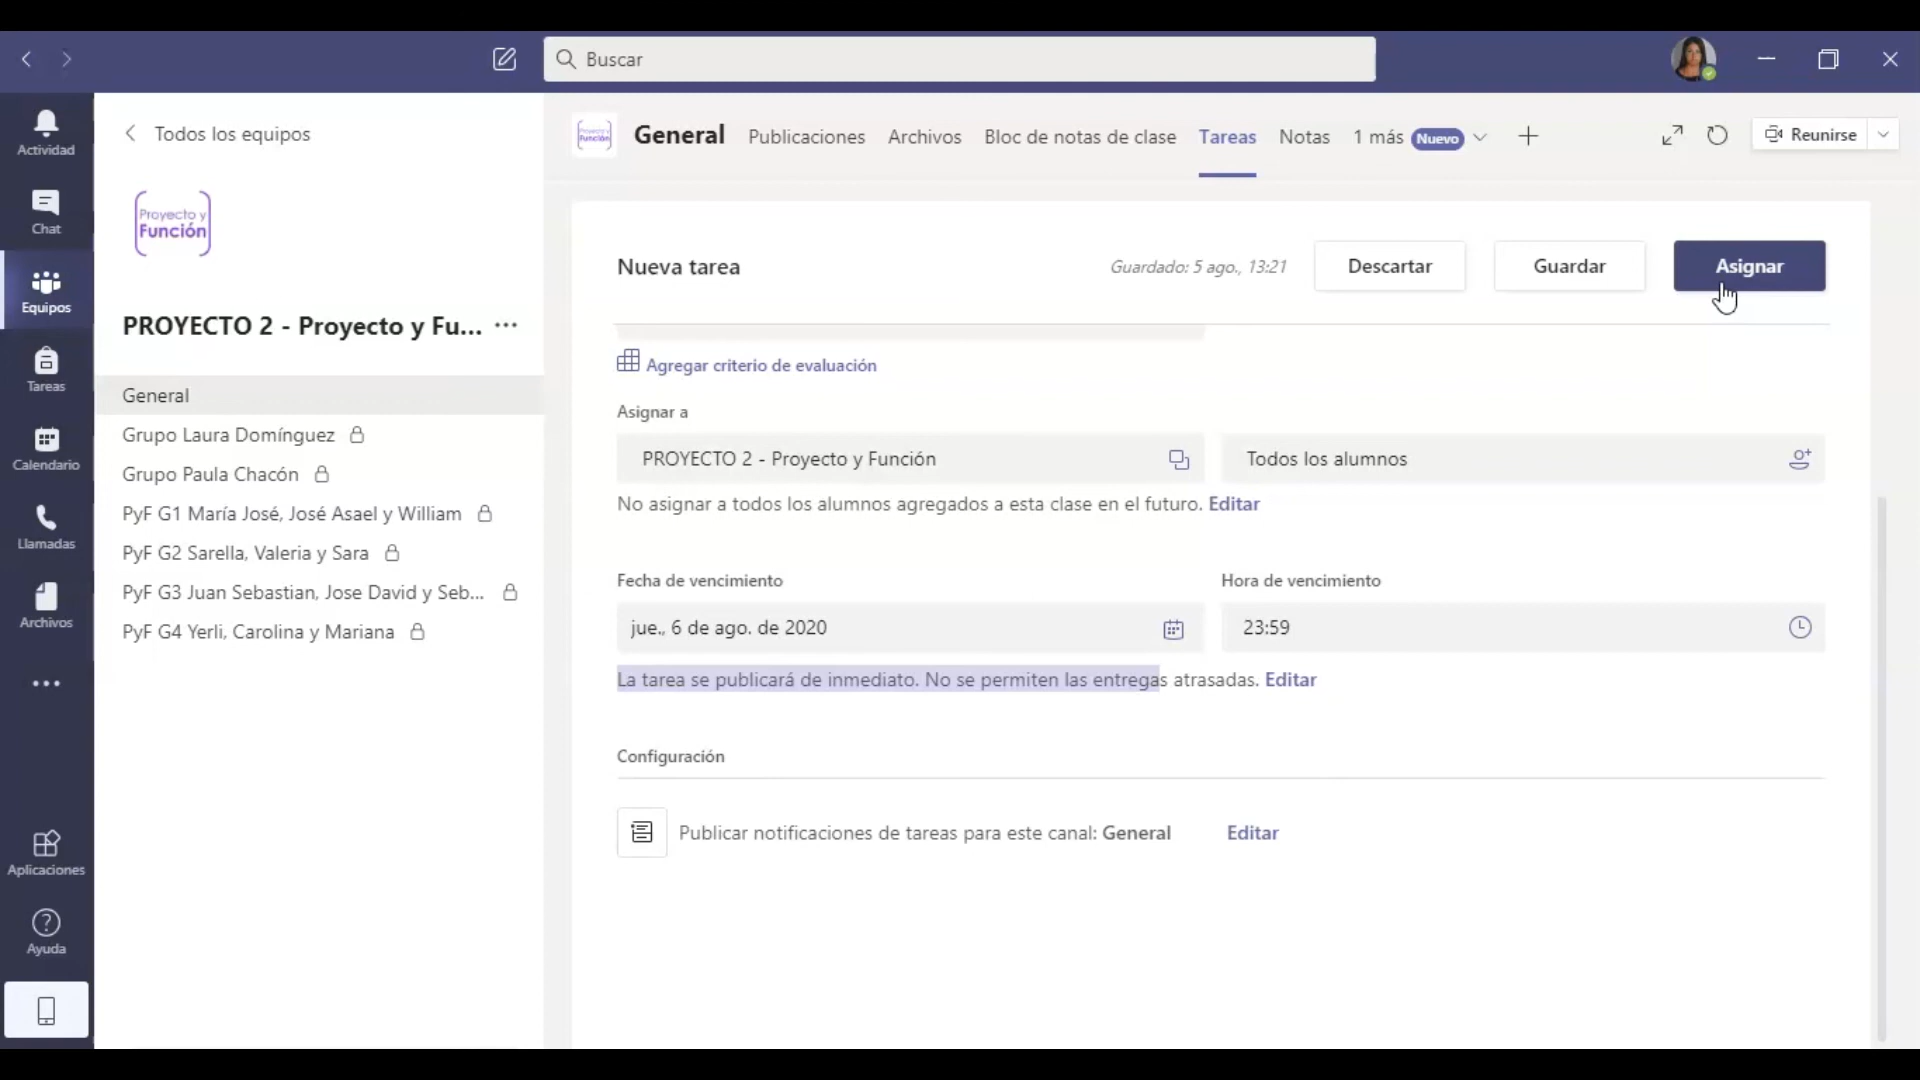 Buscar
Actividad
Chat
Equipos
Tareas
Calendario
Llamadas
Archivos
Aplicaciones
Ayuda
Todos los equipos
Proyecto y
Función
PROYECTO 2 - Proyecto y Fu...
General
Grupo Laura Domínguez
Grupo Paula Chacón
PyF G1 María José, José Asael y William
PyF G2 Sarella, Valeria y Sara
PyF G3 Juan Sebastian, Jose David y Seb...
PyF G4 Yerli, Carolina y Mariana
Proyecto y
Función
General Publicaciones Archivos Bloc de notas de clase Tareas Notas 1 más Nuevo Reunirse
Nueva tarea Guardado: 5 ago., 13:21 Descartar Guardar Asignar
Agregar criterio de evaluación
Asignar a
PROYECTO 2 - Proyecto y Función Todos los alumnos
No asignar a todos los alumnos agregados a esta clase en el futuro. Editar
Fecha de vencimiento Hora de vencimiento
jue., 6 de ago. de 2020 23:59
La tarea se publicará de inmediato. No se permiten las entregas atrasadas. Editar
Configuración
Publicar notificaciones de tareas para este canal: General Editar